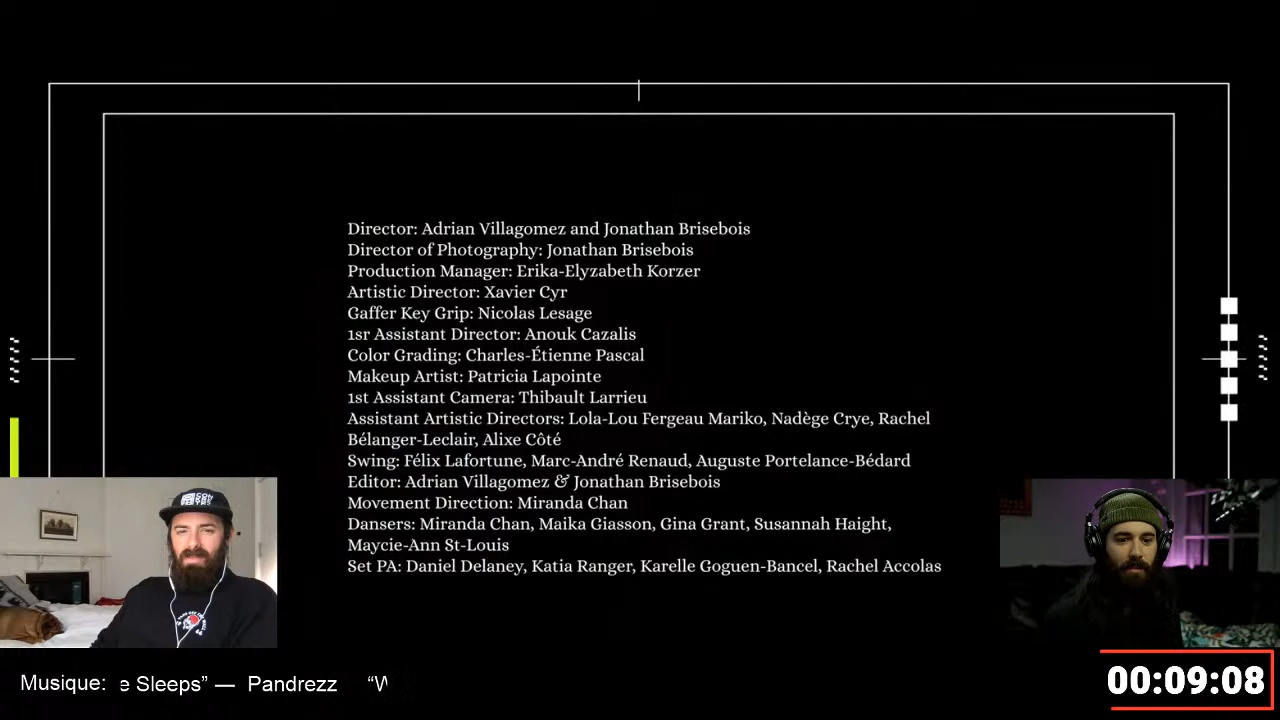 Director: Adrian Villagomez and Jonathan Brisebois
Director of Photography: Jonathan Brisebois
Production Manager: Erika-Elyzabeth Korzer
Artistic Director: Xavier Cyr
Gaffer Key Grip: Nicolas Lesage
1sr Assistant Director: Anouk Cazalis
Color Grading: Charles-Étienne Pascal
Makeup Artist: Patricia Lapointe
1st Assistant Camera: Thibault Larrieu
Assistant Artistic Directors: Lola-Lou Fergeau Mariko, Nadège Crye, Rachel
Bélanger-Leclair, Alixe Côté
Swing: Félix Lafortune, Marc-André Renaud, Auguste Portelance-Bédard
Editor: Adrian Villagomez & Jonathan Brisebois
Movement Direction: Miranda Chan
Dansers: Miranda Chan, Maika Giasson, Gina Grant, Susannah Haight,
Maycie-Ann St-Louis
Set PA: Daniel Delaney, Katia Ranger, Karelle Goguen-Bancel, Rachel Accolas
Musique: e Sleeps” — Pandrezz “W
00:09:08